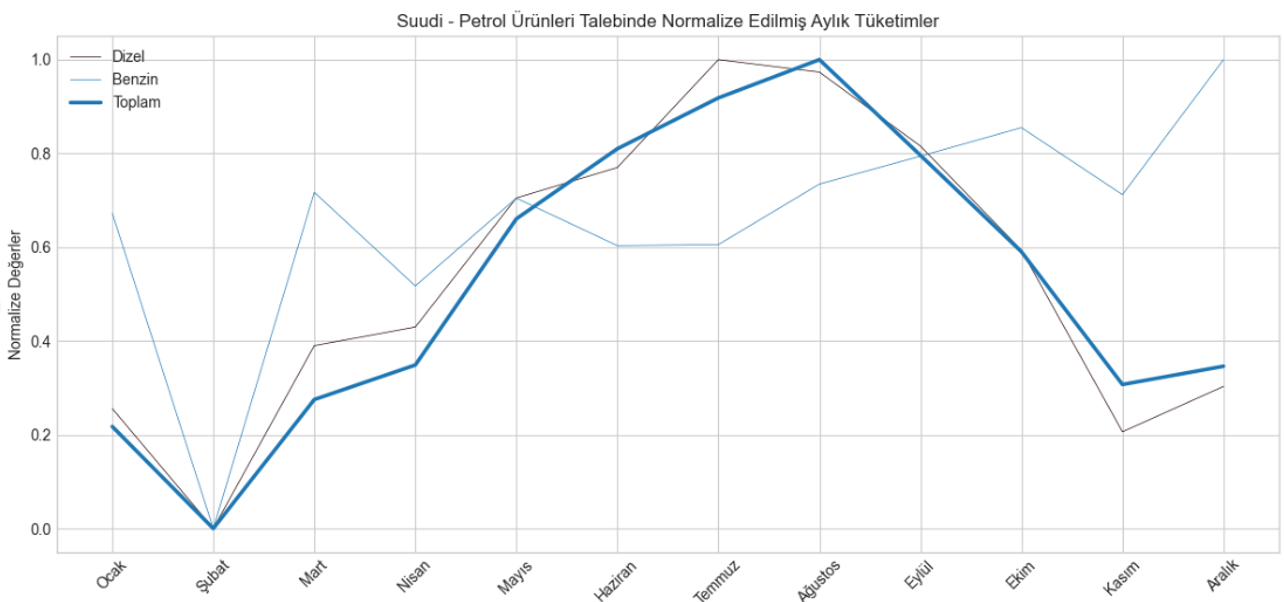 Suudi - Petrol Ürünleri Talebinde Normalize Edilmiş Aylık Tüketimler
Dizel
Benzin
Toplam
Normalize Değerler
1.0
0.8
0.6
0.4
0.2
0.0
Ocak
Şubat
Mart
Nisan
Mayıs
Haziran
Temmuz
Ağustos
Eylül
Ekim
Kasım
Aralık